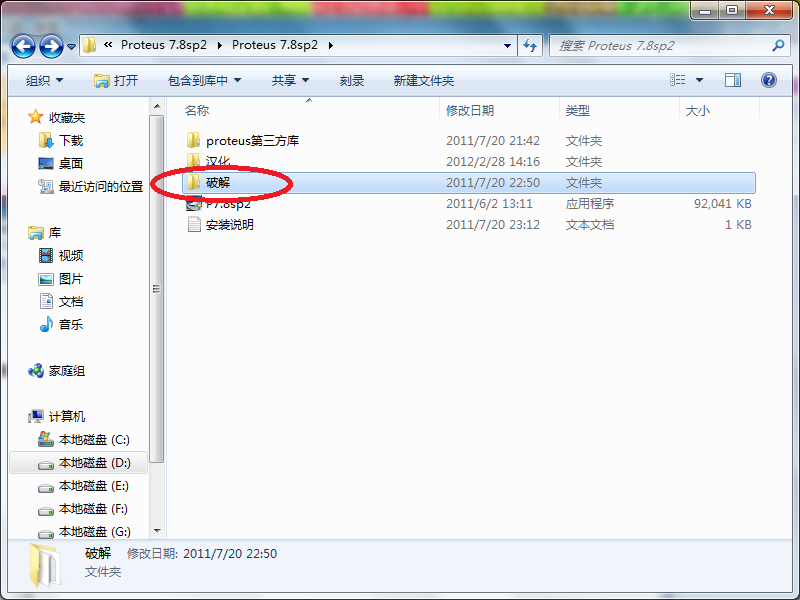 « Proteus 7.8sp2 ▸ Proteus 7.8sp2 ▸
搜索 Proteus 7.8sp2
组织 打开 包含到库中 共享 刻录 新建文件夹
名称 修改日期 类型 大小
proteus第三方库 2011/7/20 21:42 文件夹
汉化 2012/2/28 14:16 文件夹
破解 2011/7/20 22:50 文件夹
P7.8sp2 2011/6/2 13:11 应用程序 92,041 KB
安装说明 2011/7/20 23:12 文本文档 1 KB
收藏夹
下载
桌面
最近访问的位置
库
视频
图片
文档
音乐
家庭组
计算机
本地磁盘 (C:)
本地磁盘 (D:)
本地磁盘 (E:)
本地磁盘 (F:)
本地磁盘 (G:)
破解 修改日期: 2011/7/20 22:50
文件夹